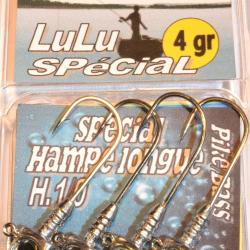 LuLu
SPéciaL
4 gr
SPécial
Hampe longue
H.1/0
Pike Bass